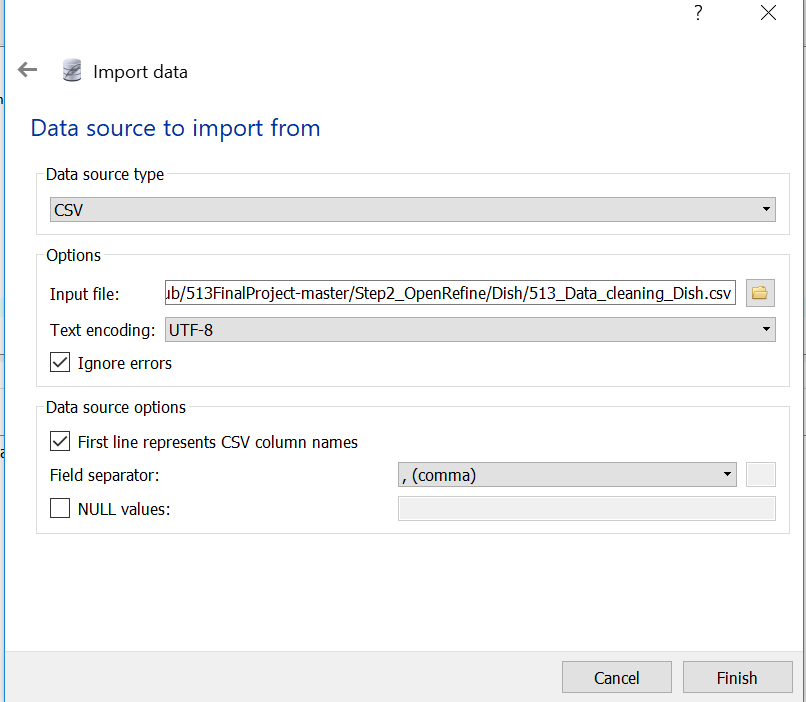 ?
Import data
Data source to import from
Data source type
CSV
Options
Input file: ub/513FinalProject-master/Step2_OpenRefine/Dish/513_Data_cleaning_Dish.csv
Text encoding: UTF-8
Ignore errors
Data source options
First line represents CSV column names
Field separator: , (comma)
NULL values:
Cancel Finish